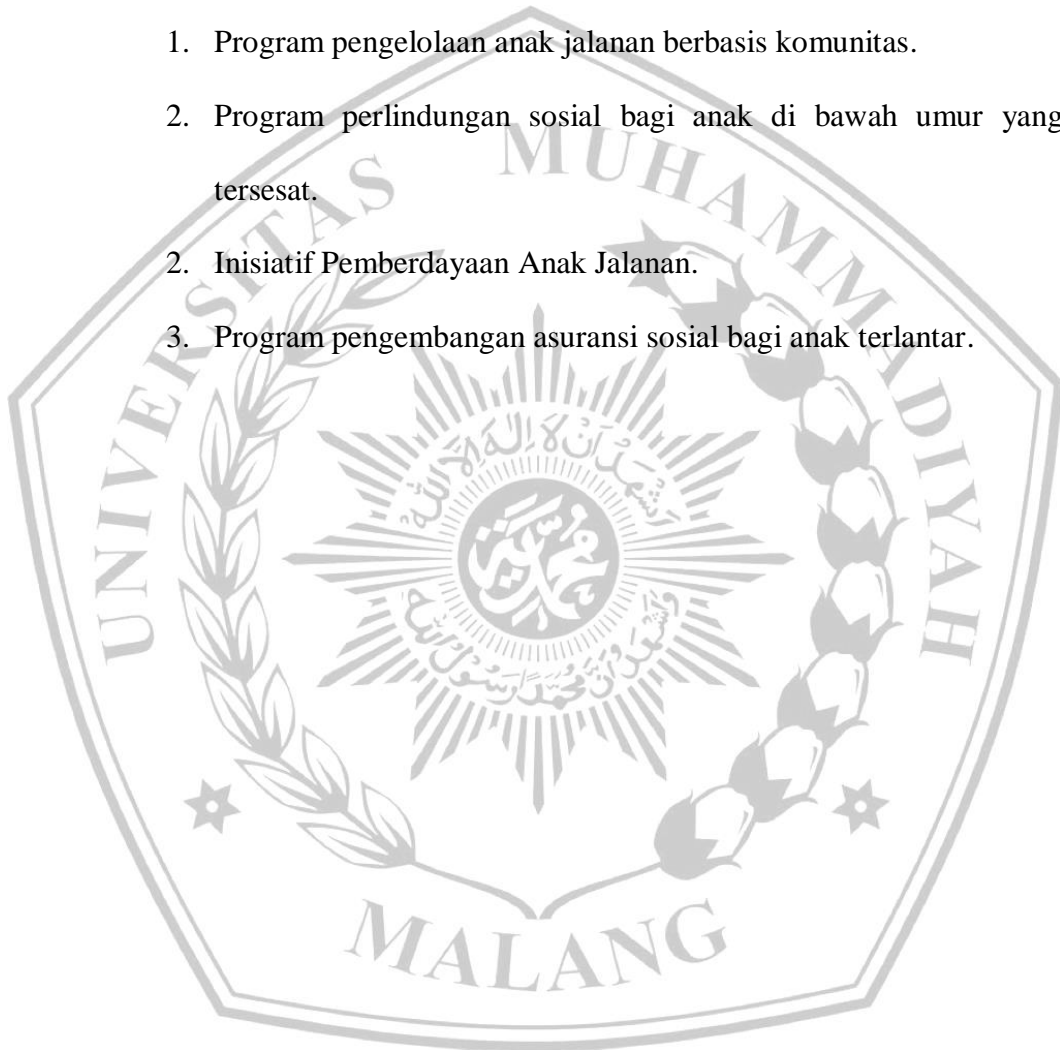 1. Program pengelolaan anak jalanan berbasis komunitas.
2. Program perlindungan sosial bagi anak di bawah umur yang
tersesat.
2. Inisiatif Pemberdayaan Anak Jalanan.
3. Program pengembangan asuransi sosial bagi anak terlantar.
UNIVERSITAS MUHAMMADIYAH
MALANG